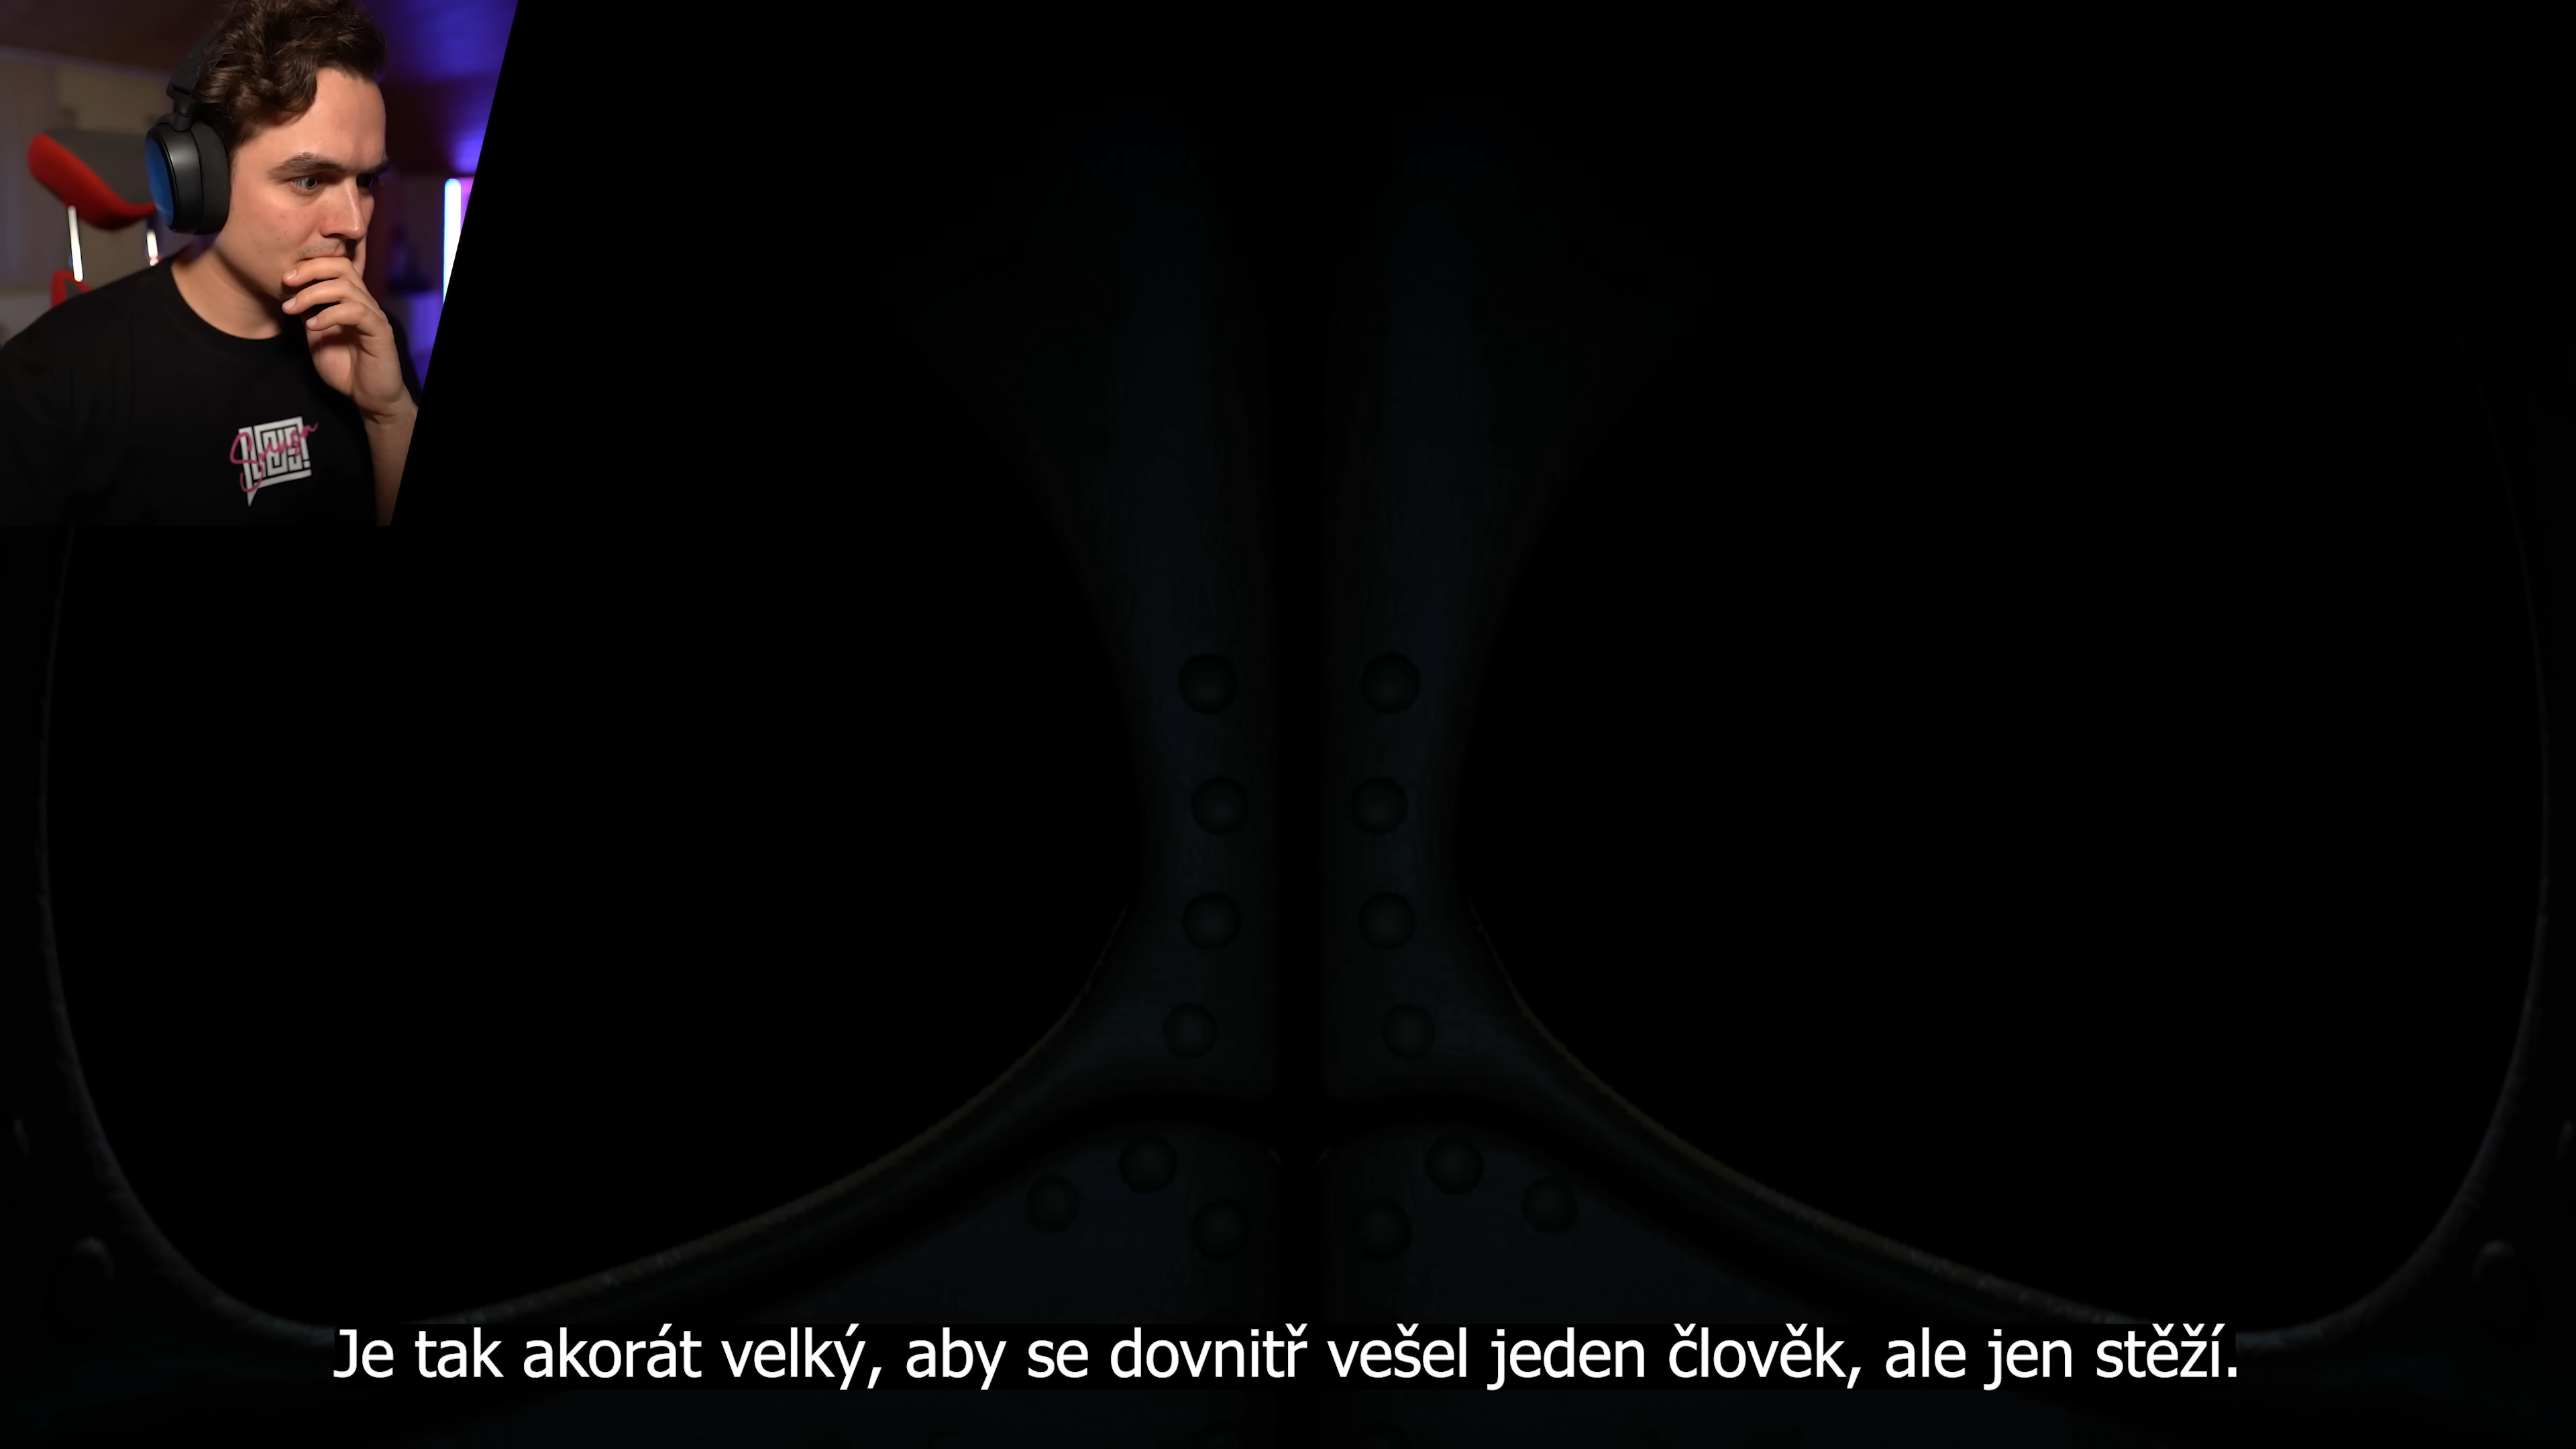 Je tak akorát velký, aby se dovnitř vešel jeden člověk, ale jen stěží.